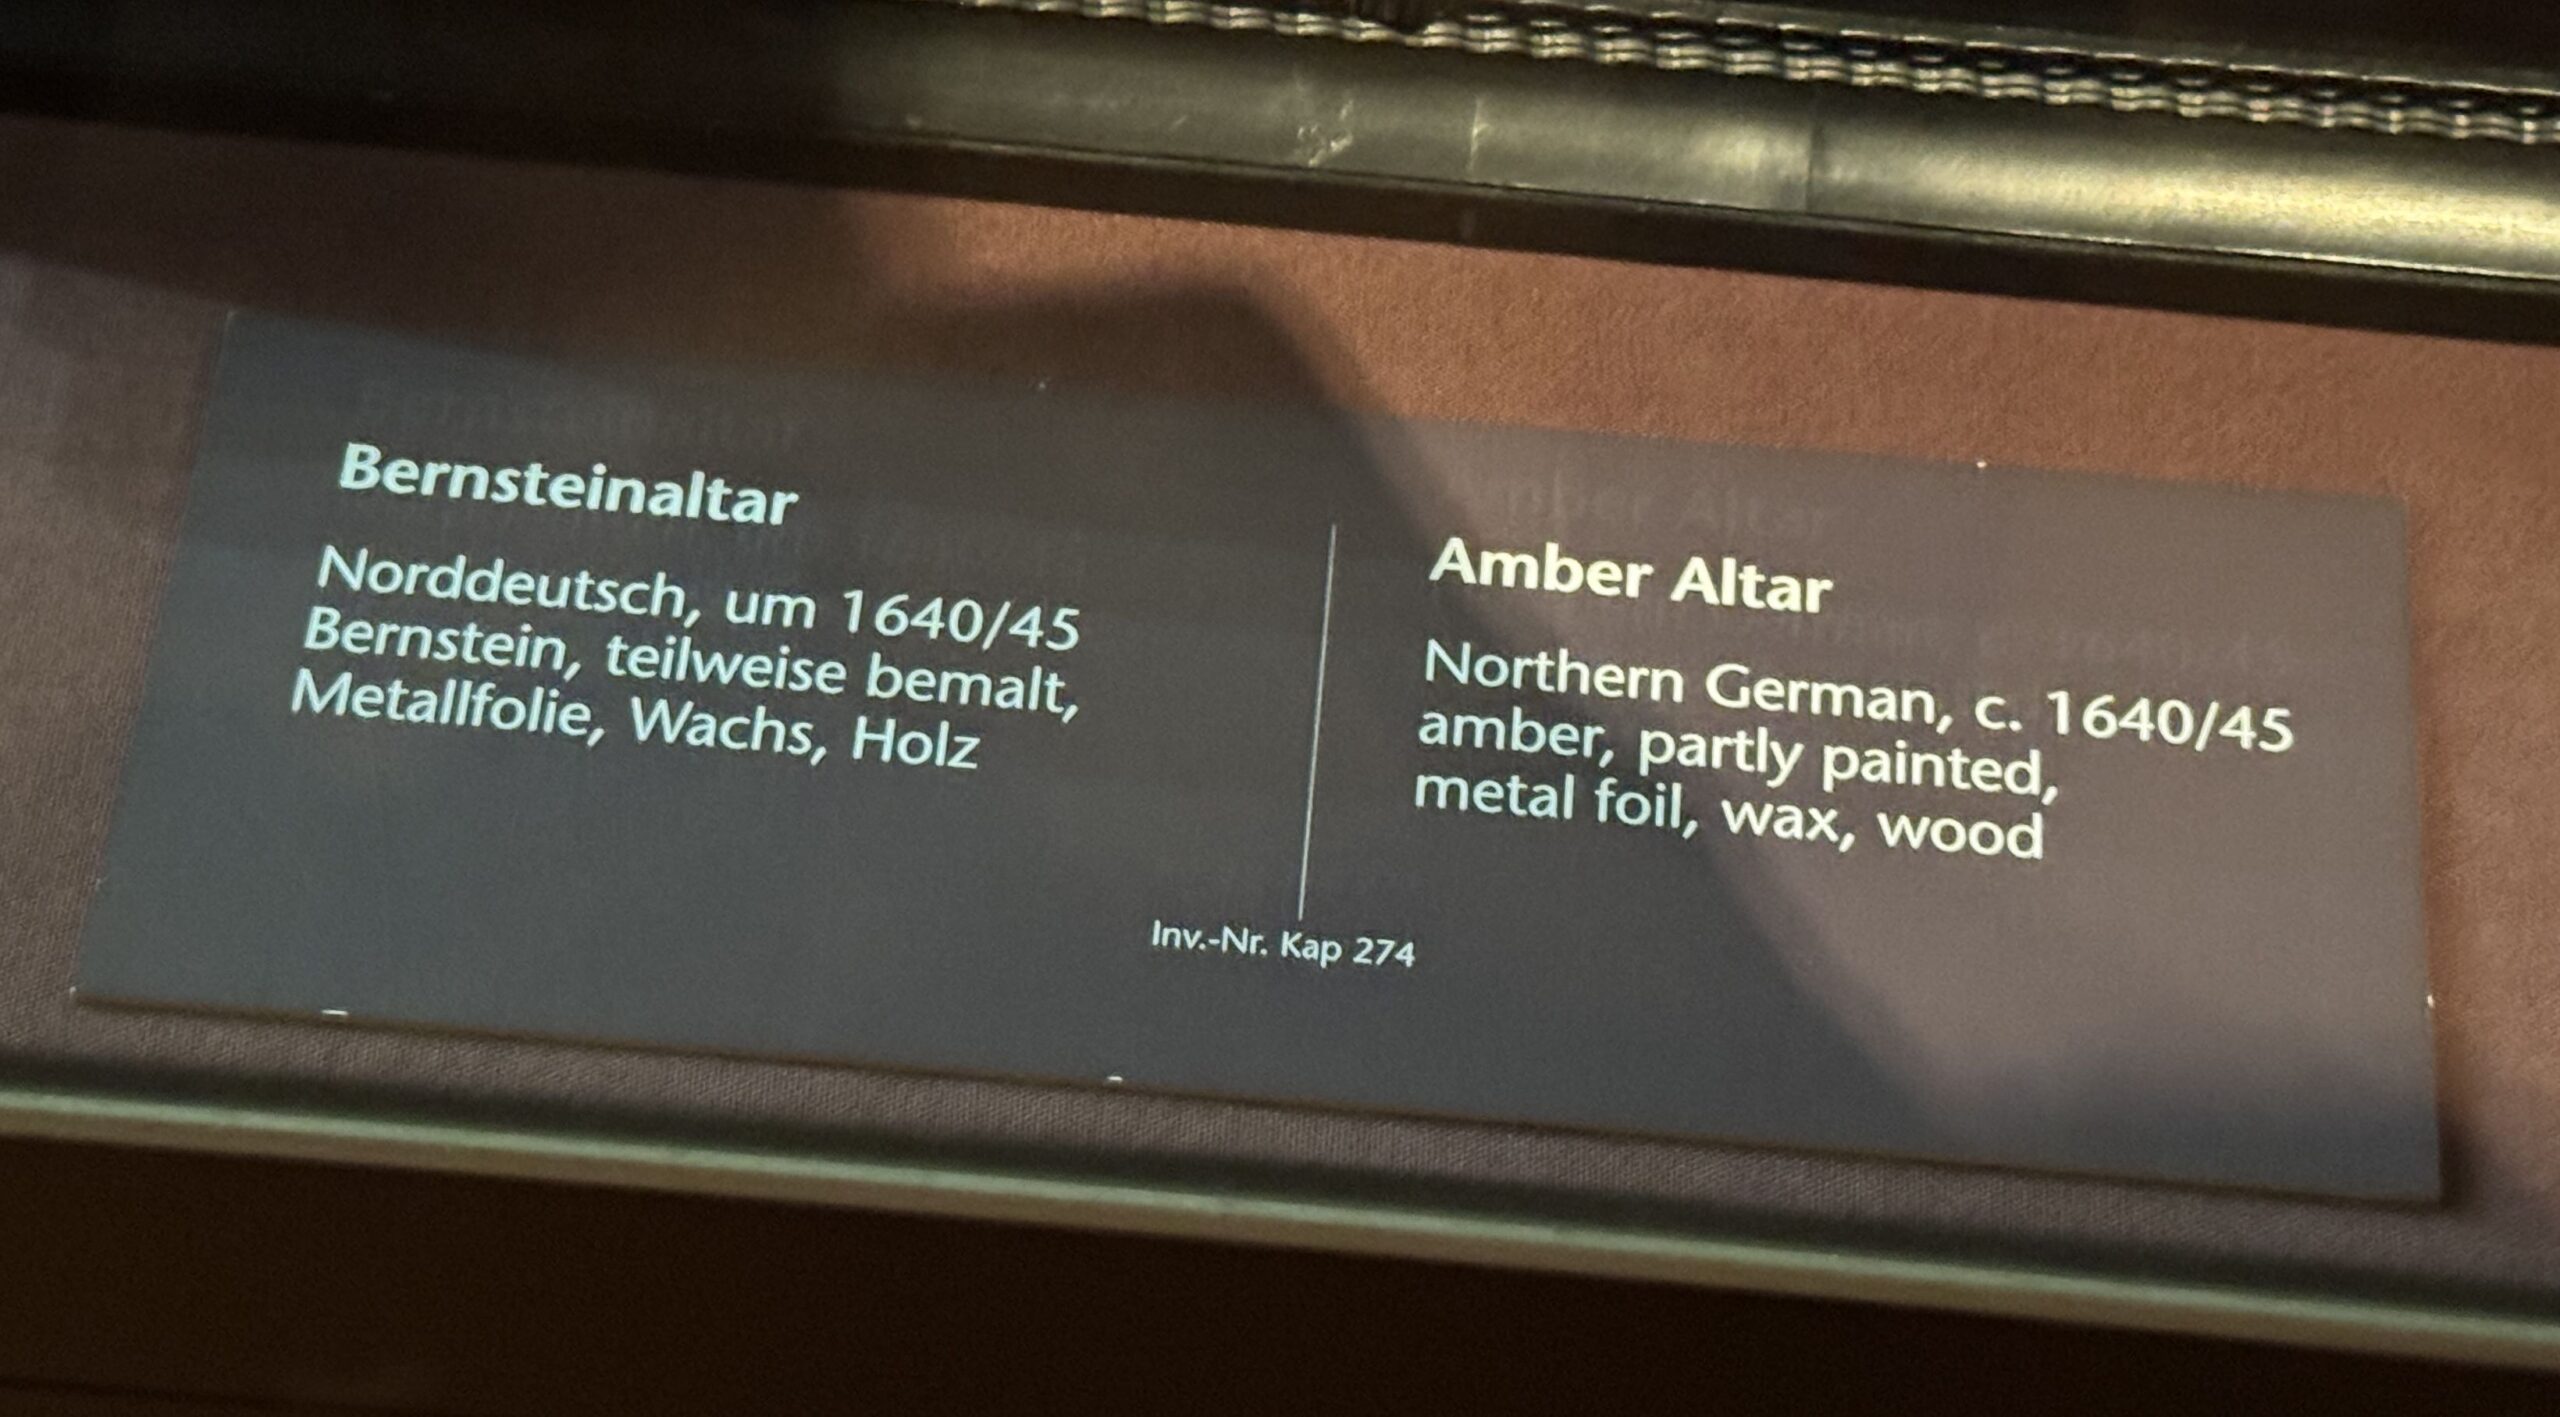 Bernsteinaltar
Norddeutsch, um 1640/45
Bernstein, teilweise bemalt,
Metallfolie, Wachs, Holz
Amber Altar
Northern German, c. 1640/45
amber, partly painted,
metal foil, wax, wood
Inv.-Nr. Kap 274